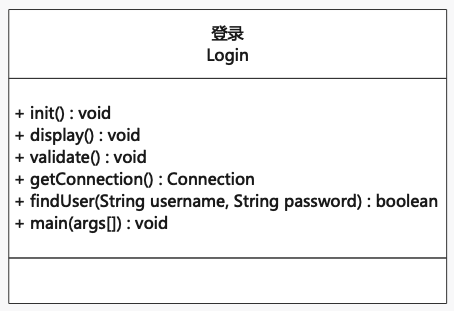 登录
Login
+ init() : void
+ display() : void
+ validate() : void
+ getConnection() : Connection
+ findUser(String username, String password) : boolean
+ main(args[]) : void